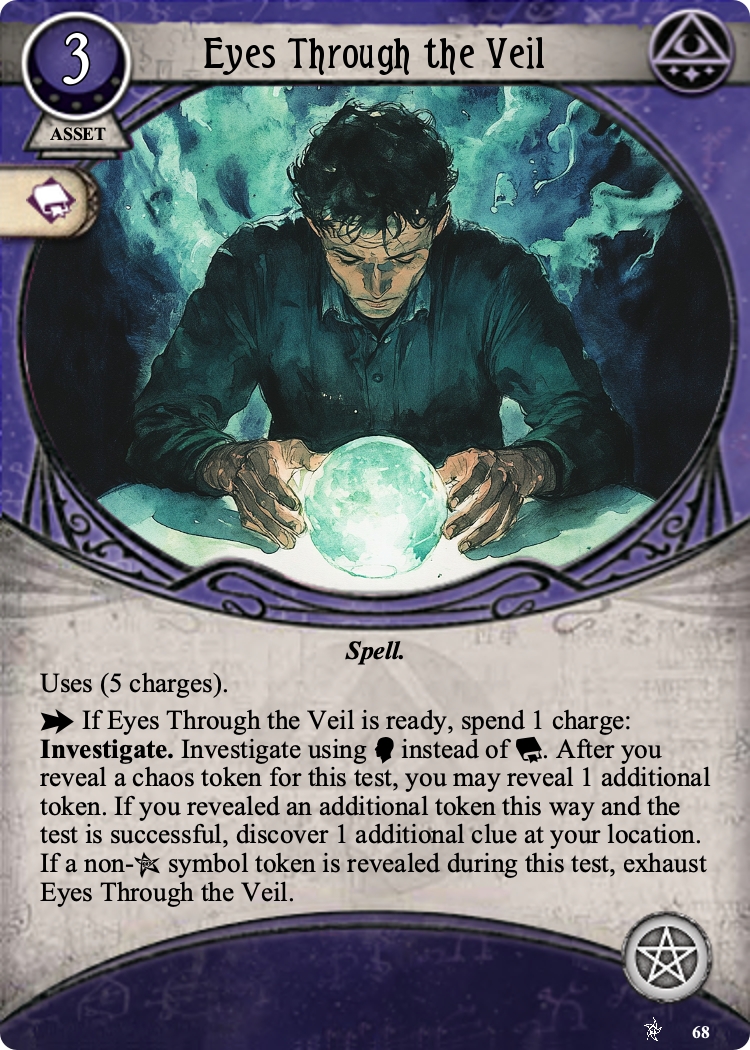 3
Eyes Through the Veil
ASSET
Spell.
Uses (5 charges).
If Eyes Through the Veil is ready, spend 1 charge:
Investigate. Investigate using instead of . After you
reveal a chaos token for this test, you may reveal 1 additional
token. If you revealed an additional token this way and the
test is successful, discover 1 additional clue at your location.
If a non- symbol token is revealed during this test, exhaust
Eyes Through the Veil.
68